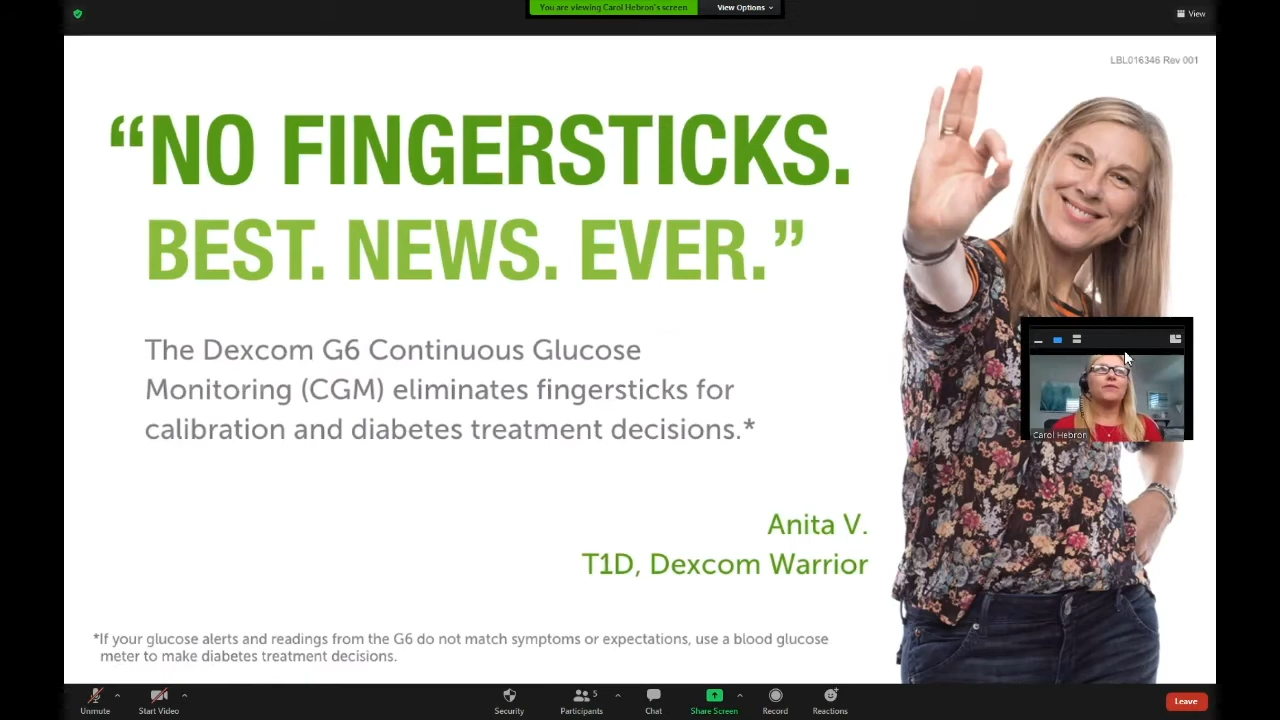 You are viewing Carol Hebron's screen
View Options
View
LBL016346 Rev 001
“NO FINGERSTICKS.
BEST. NEWS. EVER.”
The Dexcom G6 Continuous Glucose
Monitoring (CGM) eliminates fingersticks for
calibration and diabetes treatment decisions.*
Carol Hebron
Anita V.
T1D, Dexcom Warrior
*If your glucose alerts and readings from the G6 do not match symptoms or expectations, use a blood glucose
meter to make diabetes treatment decisions.
Unmute
Start Video
Security
Participants
5
Chat
Share Screen
Record
Reactions
Leave